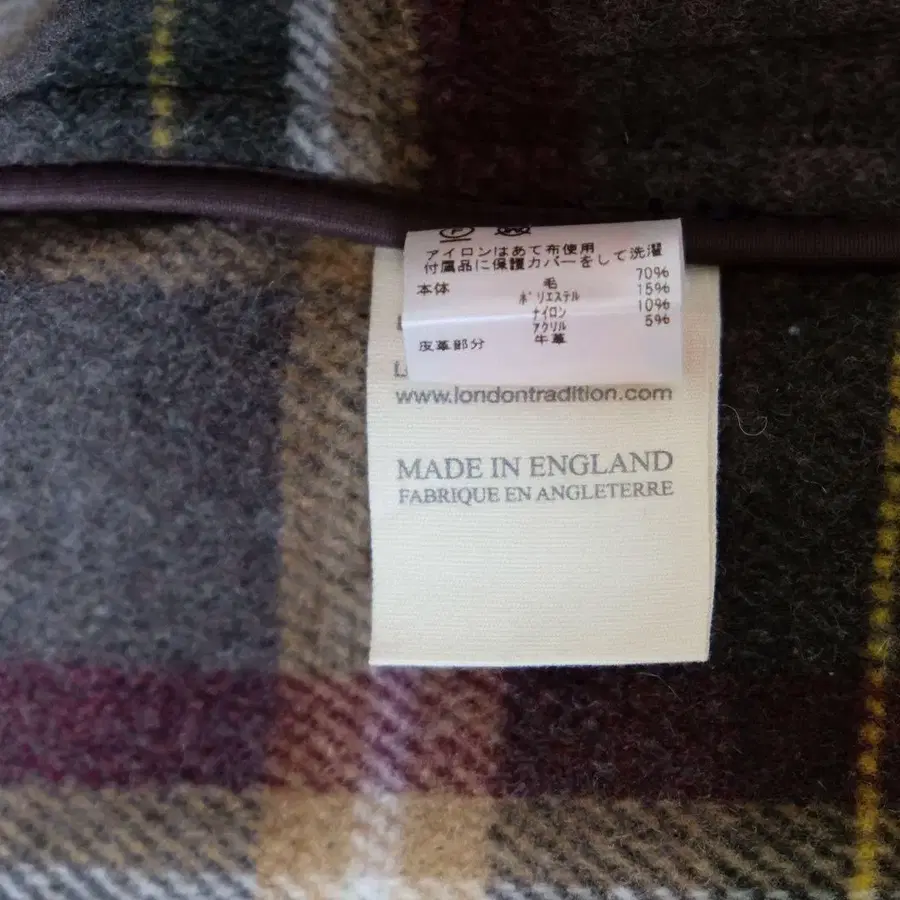 アイロンはあて布使用
付属品に保護カバーをして洗濯
本体 毛 70%
ポリエステル 15%
ナイロン 10%
アクリル 5%
皮革部分 牛革
www.londontradition.com
MADE IN ENGLAND
FABRIQUE EN ANGLETERRE